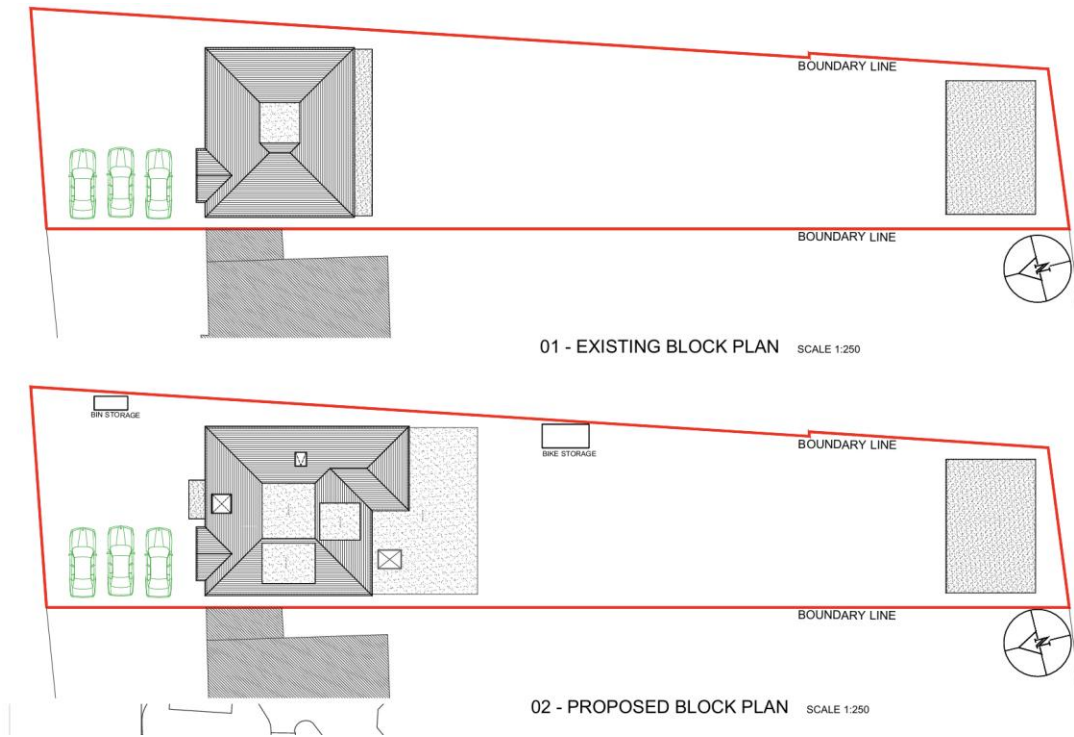 BOUNDARY LINE
N
BOUNDARY LINE
01 - EXISTING BLOCK PLAN SCALE 1:250
BIN STORAGE
BIKE STORAGE
BOUNDARY LINE
BOUNDARY LINE
N
02 - PROPOSED BLOCK PLAN SCALE 1:250